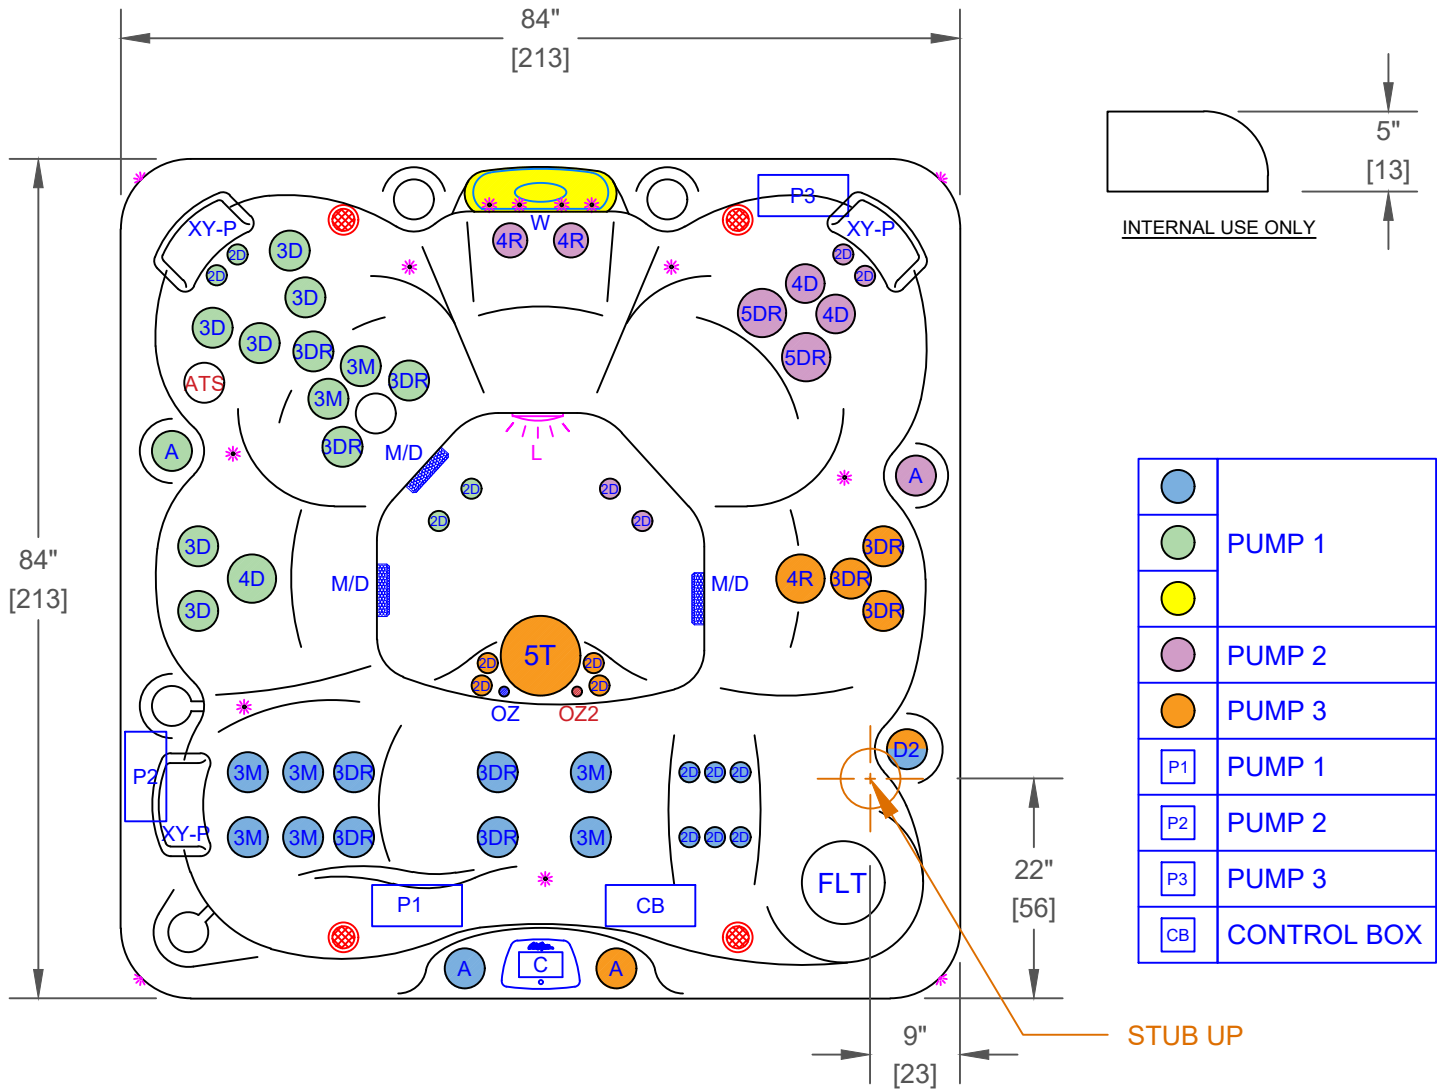 84"
[213]
5"
[13]
INTERNAL USE ONLY
P3
XY-P
XY-P
W
4R
4R
2D
2D
3D
3D
3D
3D
3DR
3M
3DR
3M
3DR
ATS
2D
2D
4D
4D
5DR
5DR
A
M/D
L
A
2D
2D
2D
2D
84"
[213]
3D
3D
4D
M/D
M/D
4R
3DR
3DR
3DR
5T
2D
2D
2D
2D
OZ
OZ2
D2
P2
XY-P
3M
3M
3DR
3DR
3M
2D
2D
2D
3M
3M
3DR
3DR
3M
2D
2D
2D
FLT
P1
CB
A
C
A
22"
[56]
9"
[23]
STUB UP
PUMP 1
PUMP 2
PUMP 3
P1 PUMP 1
P2 PUMP 2
P3 PUMP 3
CB CONTROL BOX